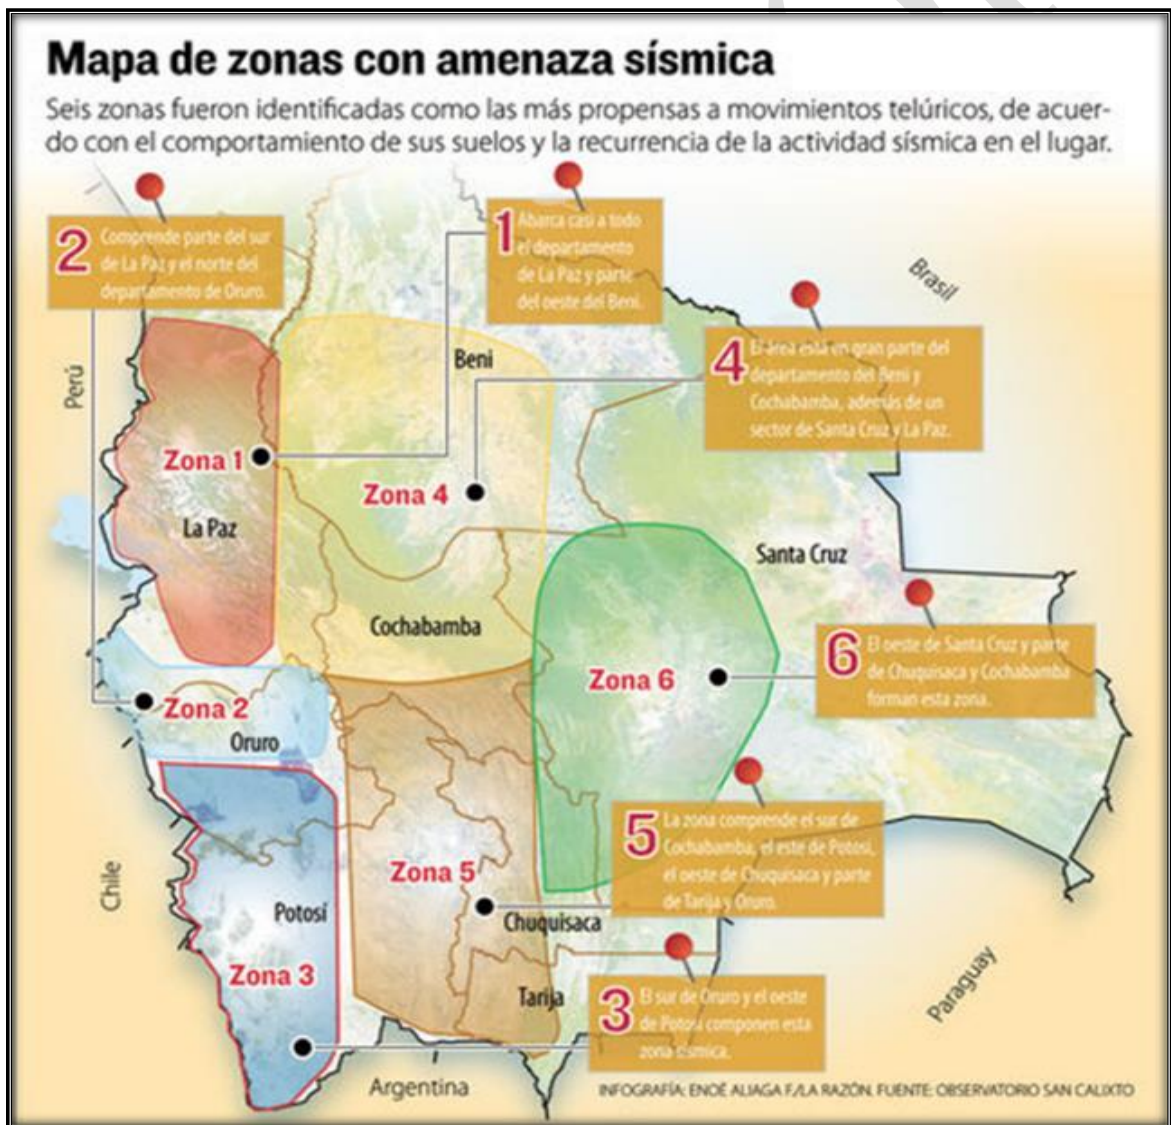 Mapa de zonas con amenaza sísmica
Seis zonas fueron identificadas como las más propensas a movimientos telúricos, de acuer-
do con el comportamiento de sus suelos y la recurrencia de la actividad sísmica en el lugar.
2
Comprende parte del sur
de La Paz y el norte del
departamento de Oruro.
1
Abarca casi a todo
el departamento
de La Paz y parte
del oeste del Beni.
Brasil
4
El área está en gran parte del
departamento del Beni y
Cochabamba, además de un
sector de Santa Cruz y La Paz.
Perú
Beni
Zona 1
Zona 4
La Paz
Santa Cruz
Cochabamba
6
El oeste de Santa Cruz y parte
de Chuquisaca y Cochabamba
forman esta zona.
Zona 6
Zona 2
Oruro
5
La zona comprende el sur de
Cochabamba, el este de Potosí,
el oeste de Chuquisaca y parte
de Tarija y Oruro.
Chile
Zona 5
Potosí
Chuquisaca
Zona 3
Tarija
3
El sur de Oruro y el oeste
de Potosí componen esta
zona sísmica.
Paraguay
Argentina
INFOGRAFÍA: ENOÉ ALIAGA F./LA RAZÓN. FUENTE: OBSERVATORIO SAN CALIXTO